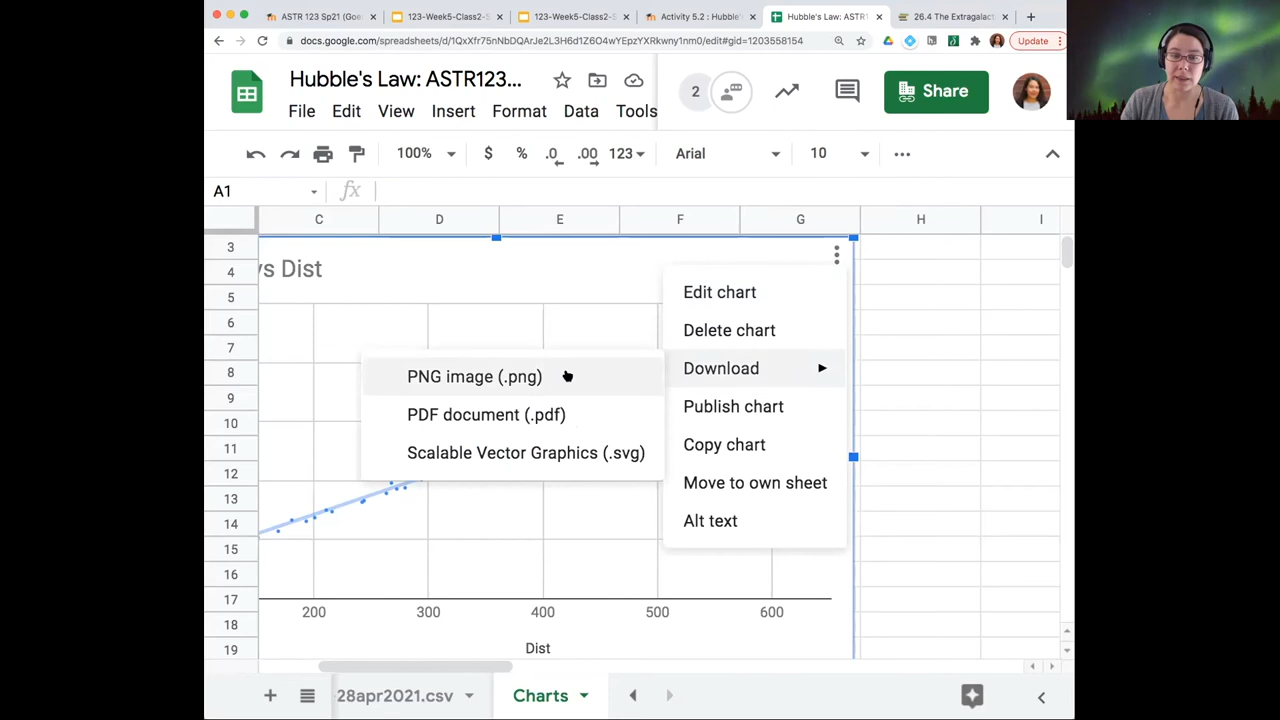 ASTR 123 Sp21 (Goe
123-Week5-Class2-S
123-Week5-Class2-S
Activity 5.2 : Hubble's
Hubble's Law: ASTR1
26.4 The Extragalact
docs.google.com/spreadsheets/d/1QxXfr75nNbDQArJe2L3H6d1Z6O4wYEpzYXRkwny1nm0/edit#gid=1203558154
Update
Hubble's Law: ASTR123...
2
Share
File Edit View Insert Format Data Tools
100% $ % .0 .00 123 Arial 10
A1 fx
C D E F G H I
3
4
5
6
7
8
9
10
11
12
13
14
15
16
17
18
19
vs Dist
Edit chart
Delete chart
Download
Publish chart
Copy chart
Move to own sheet
Alt text
PNG image (.png)
PDF document (.pdf)
Scalable Vector Graphics (.svg)
200 300 400 500 600
Dist
28apr2021.csv Charts